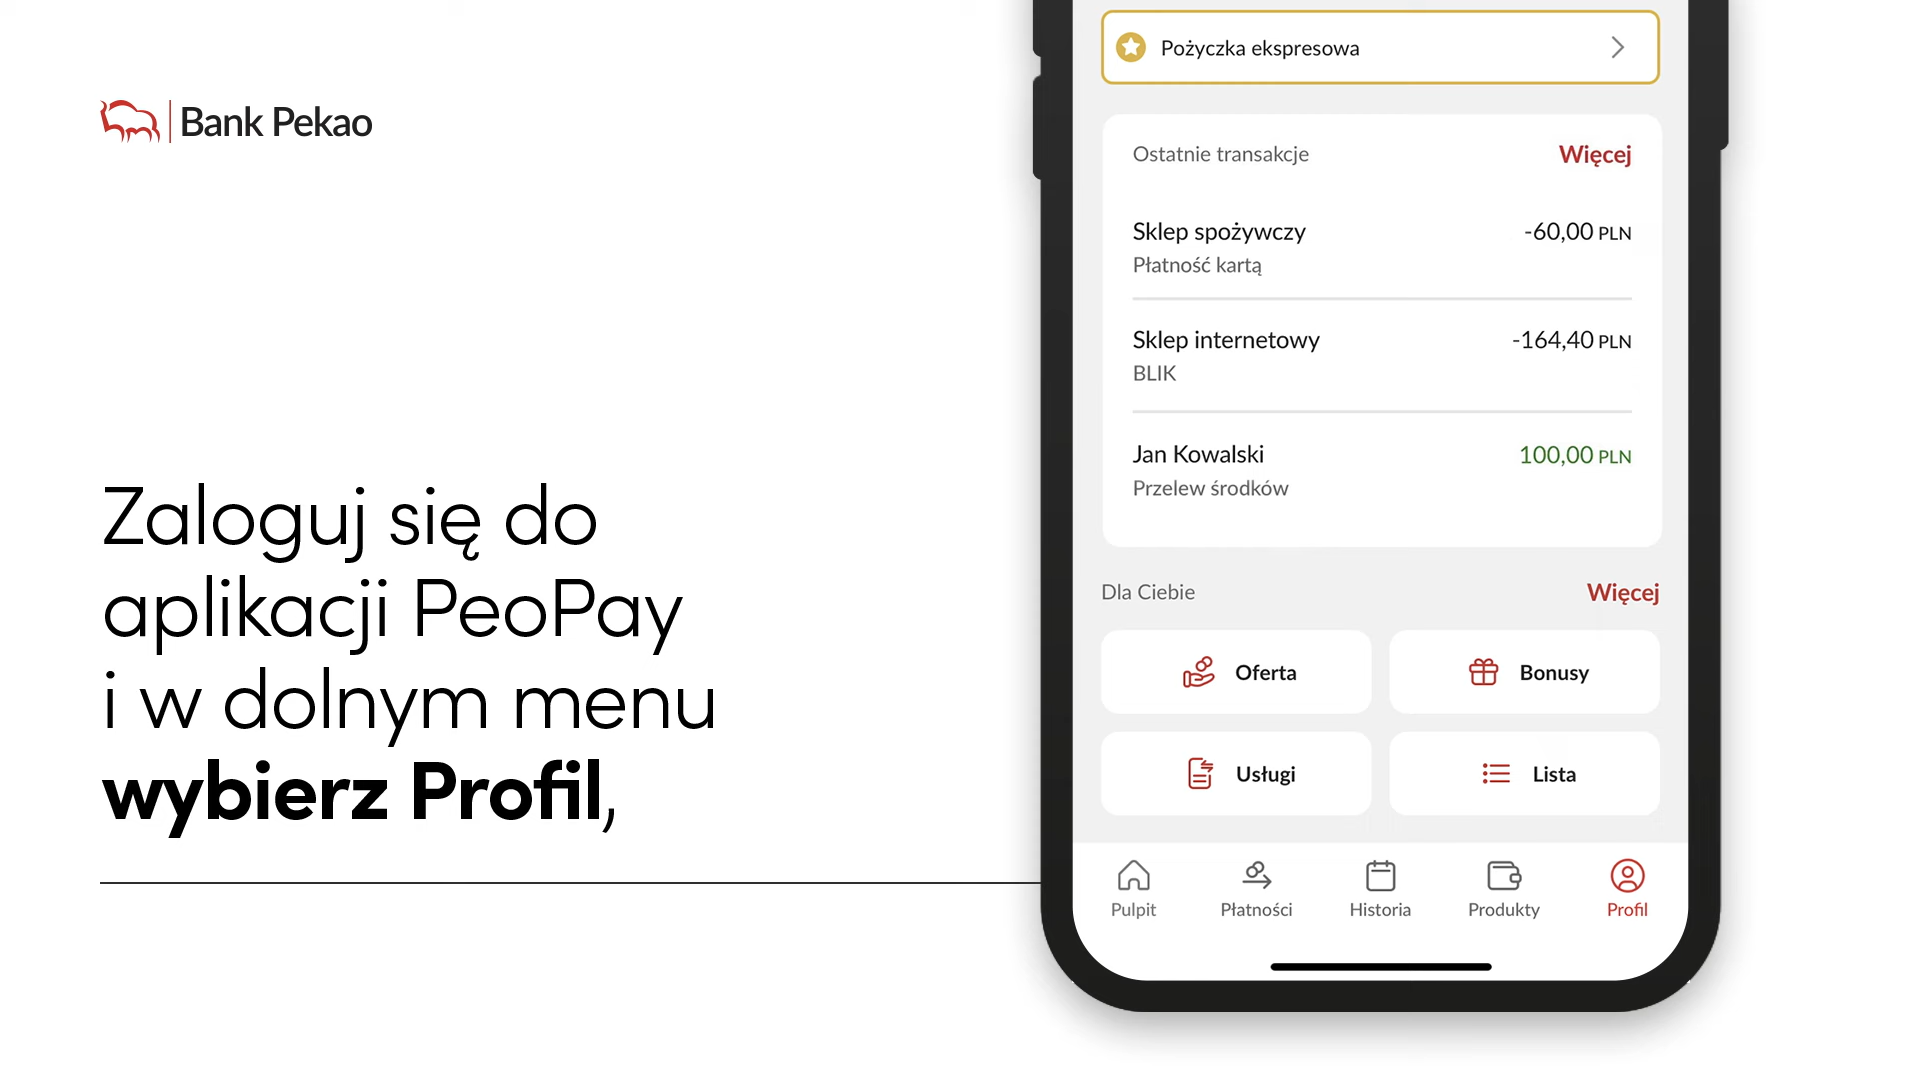 Bank Pekao
Zaloguj się do
aplikacji PeoPay
i w dolnym menu
wybierz Profil,
Pożyczka ekspresowa
Ostatnie transakcje Więcej
Sklep spożywczy -60,00 PLN
Płatność kartą
Sklep internetowy -164,40 PLN
BLIK
Jan Kowalski 100,00 PLN
Przelew środków
Dla Ciebie Więcej
Oferta Bonusy
Usługi Lista
Pulpit Płatności Historia Produkty Profil